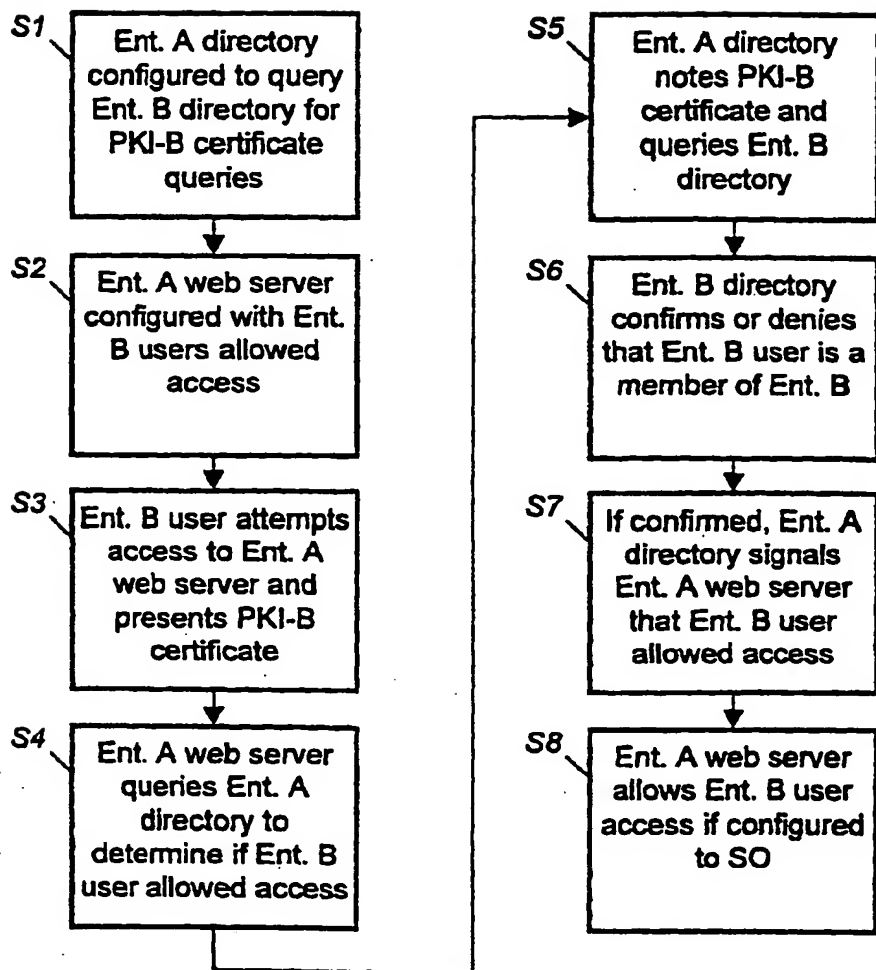 S1
Ent. A directory
configured to query
Ent. B directory for
PKI-B certificate
queries
S2
Ent. A web server
configured with Ent.
B users allowed
access
S3
Ent. B user attempts
access to Ent. A
web server and
presents PKI-B
certificate
S4
Ent. A web server
queries Ent. A
directory to
determine if Ent. B
user allowed access
S5
Ent. A directory
notes PKI-B
certificate and
queries Ent. B
directory
S6
Ent. B directory
confirms or denies
that Ent. B user is a
member of Ent. B
S7
If confirmed, Ent. A
directory signals
Ent. A web server
that Ent. B user
allowed access
S8
Ent. A web server
allows Ent. B user
access if configured
to SO